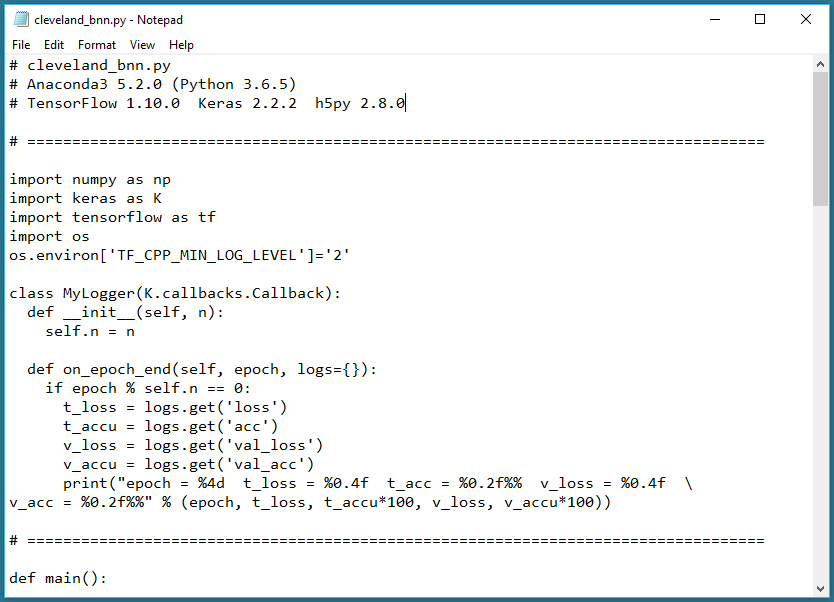 cleveland_bnn.py - Notepad
File Edit Format View Help
# cleveland_bnn.py
# Anaconda3 5.2.0 (Python 3.6.5)
# TensorFlow 1.10.0  Keras 2.2.2  h5py 2.8.0
# ==================================================================================
import numpy as np
import keras as K
import tensorflow as tf
import os
os.environ['TF_CPP_MIN_LOG_LEVEL']='2'
class MyLogger(K.callbacks.Callback):
  def __init__(self, n):
    self.n = n
  def on_epoch_end(self, epoch, logs={}):
    if epoch % self.n == 0:
      t_loss = logs.get('loss')
      t_accu = logs.get('acc')
      v_loss = logs.get('val_loss')
      v_accu = logs.get('val_acc')
      print("epoch = %4d  t_loss = %0.4f  t_acc = %0.2f%%  v_loss = %0.4f  \
v_acc = %0.2f%%" % (epoch, t_loss, t_accu*100, v_loss, v_accu*100))
# ==================================================================================
def main():